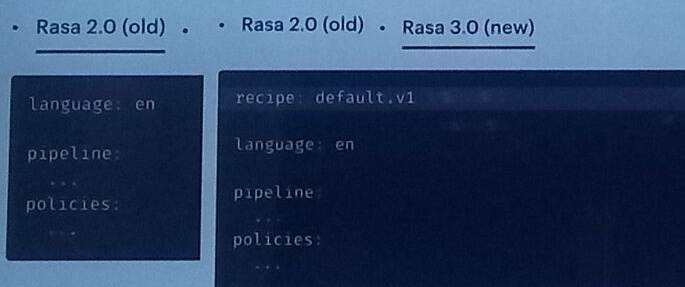 • Rasa 2.0 (old) •
language: en
pipeline:
...
policies:
...
• Rasa 2.0 (old) • Rasa 3.0 (new)
recipe: default.v1
language: en
pipeline:
...
policies:
...